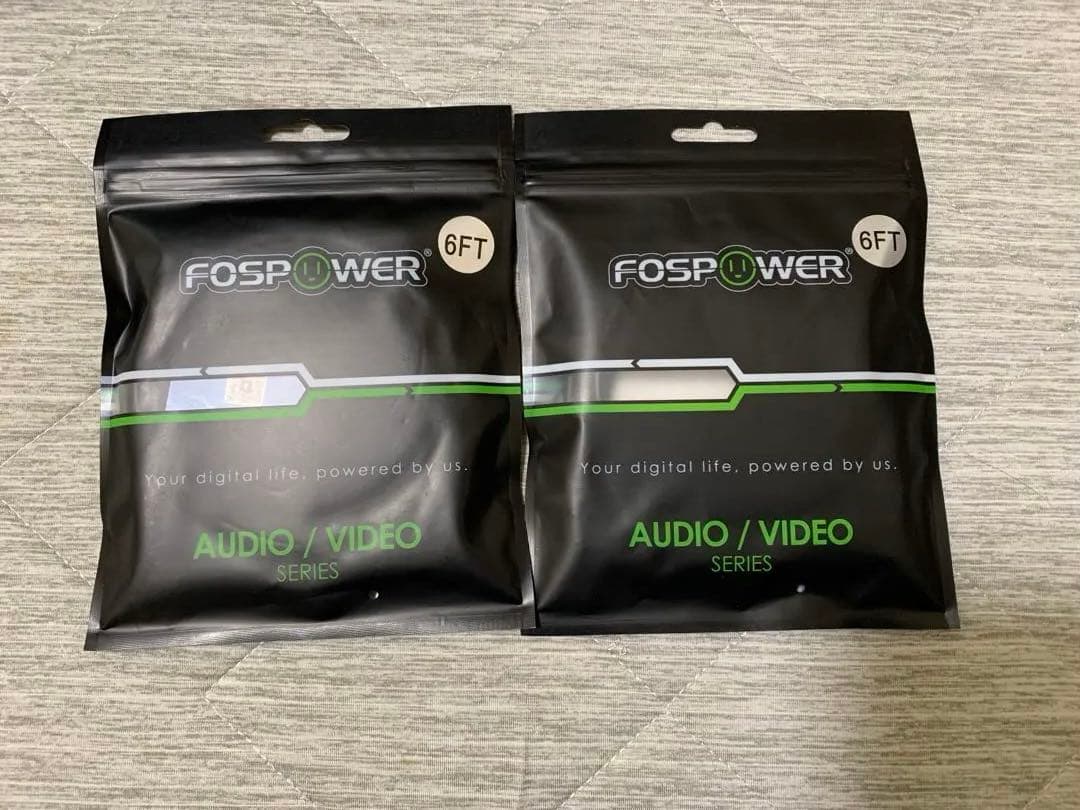 6FT
FOSPOWER®
Your digital life, powered by us.
AUDIO / VIDEO
SERIES
6FT
FOSPOWER®
Your digital life, powered by us.
AUDIO / VIDEO
SERIES